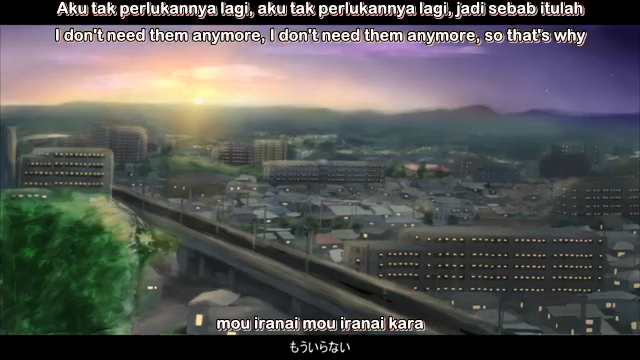 Aku tak perlukannya lagi, aku tak perlukannya lagi, jadi sebab itulah
I don't need them anymore, I don't need them anymore, so that's why
mou iranai mou iranai kara
もういらない